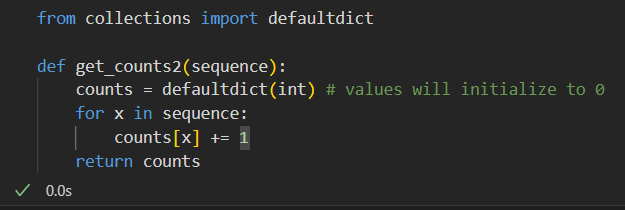 from collections import defaultdict
def get_counts2(sequence):
    counts = defaultdict(int) # values will initialize to 0
    for x in sequence:
        counts[x] += 1
    return counts
0.0s